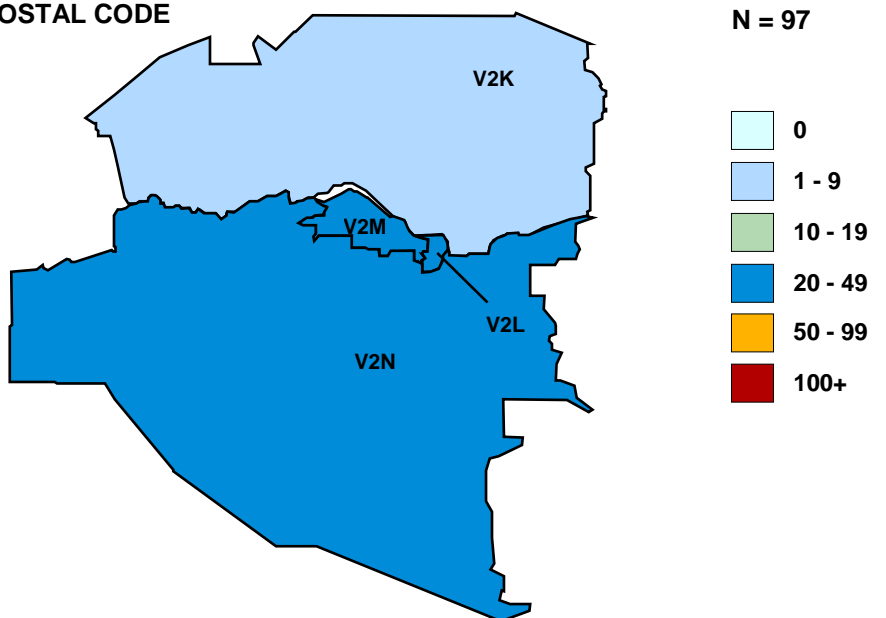 OSTAL CODE
N = 97
V2K
0
1 - 9
10 - 19
20 - 49
50 - 99
100+
V2M
V2L
V2N